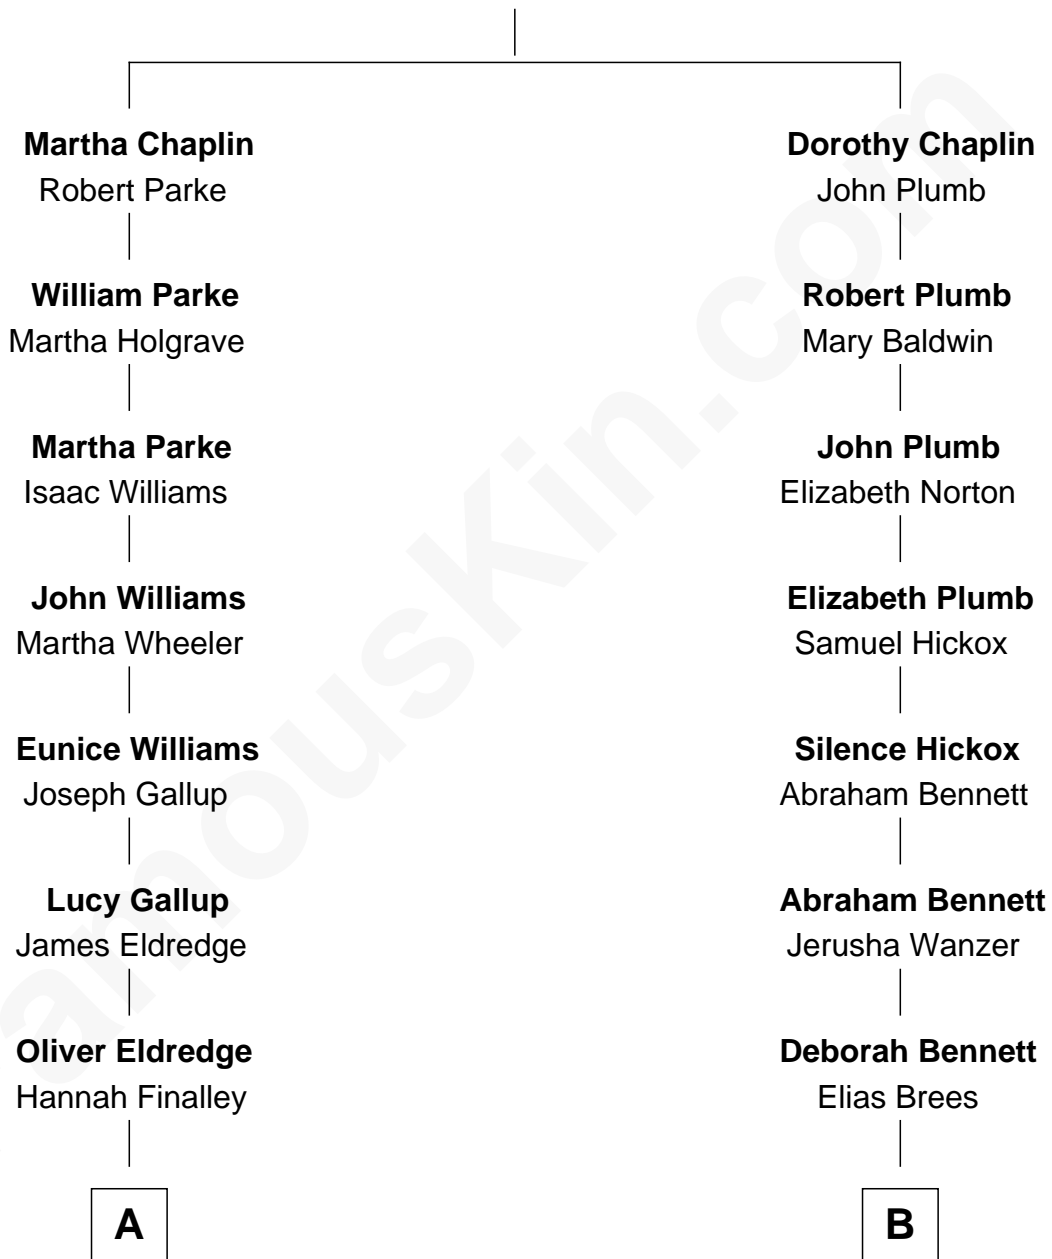 Martha Chaplin
Robert Parke
William Parke
Martha Holgrave
Martha Parke
Isaac Williams
John Williams
Martha Wheeler
Eunice Williams
Joseph Gallup
Lucy Gallup
James Eldredge
Oliver Eldredge
Hannah Finalley
A
Dorothy Chaplin
John Plumb
Robert Plumb
Mary Baldwin
John Plumb
Elizabeth Norton
Elizabeth Plumb
Samuel Hickox
Silence Hickox
Abraham Bennett
Abraham Bennett
Jerusha Wanzer
Deborah Bennett
Elias Brees
B
amouskin.com